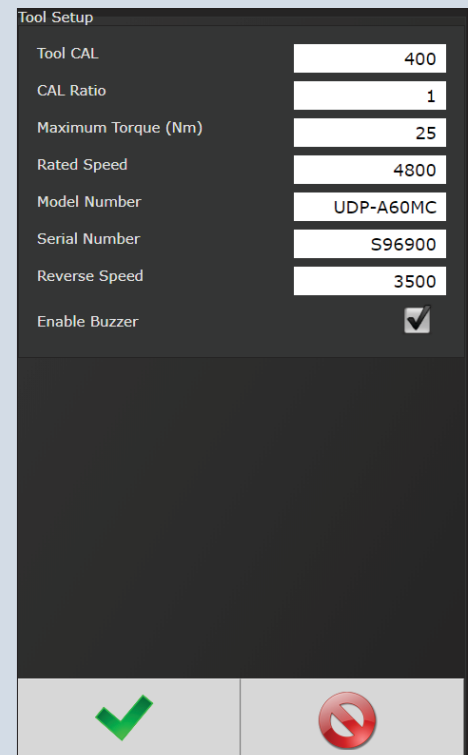 Tool Setup
Tool CAL 400
CAL Ratio 1
Maximum Torque (Nm) 25
Rated Speed 4800
Model Number UDP-A60MC
Serial Number S96900
Reverse Speed 3500
Enable Buzzer